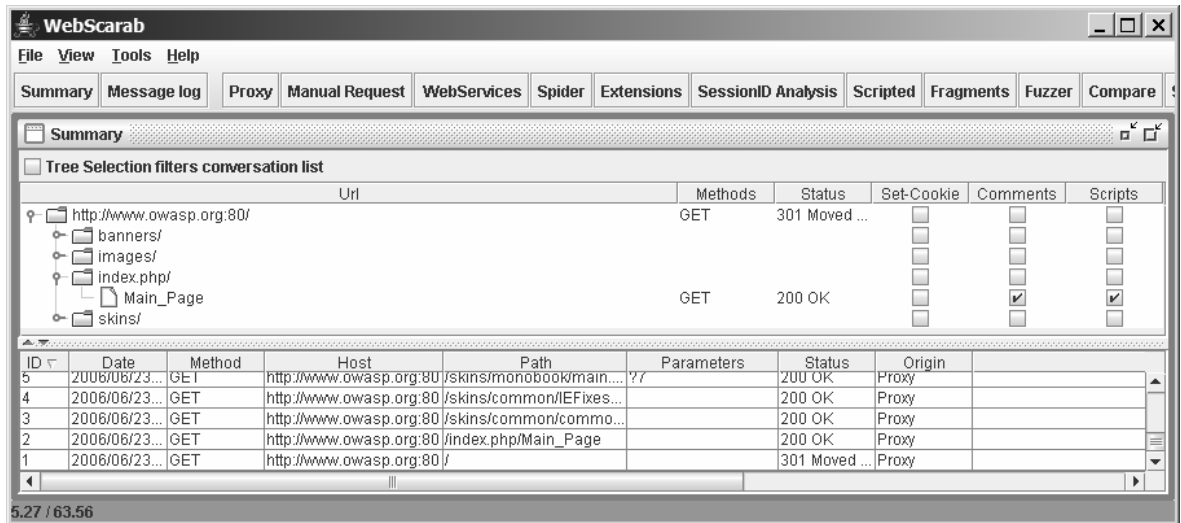 WebScarab
File View Tools Help
Summary Message log Proxy Manual Request WebServices Spider Extensions SessionID Analysis Scripted Fragments Fuzzer Compare
Summary
Tree Selection filters conversation list
Url Methods Status Set-Cookie Comments Scripts
http://www.owasp.org:80/ GET 301 Moved ...
banners/
images/
index.php/
Main_Page GET 200 OK
skins/
ID Date Method Host Path Parameters Status Origin
5 2006/06/23... GET http://www.owasp.org:80 /skins/monobook/main.... ?7 200 OK Proxy
4 2006/06/23... GET http://www.owasp.org:80 /skins/common/IEFixes... 200 OK Proxy
3 2006/06/23... GET http://www.owasp.org:80 /skins/common/commo... 200 OK Proxy
2 2006/06/23... GET http://www.owasp.org:80 /index.php/Main_Page 200 OK Proxy
1 2006/06/23... GET http://www.owasp.org:80 / 301 Moved ... Proxy
5.27 / 63.56